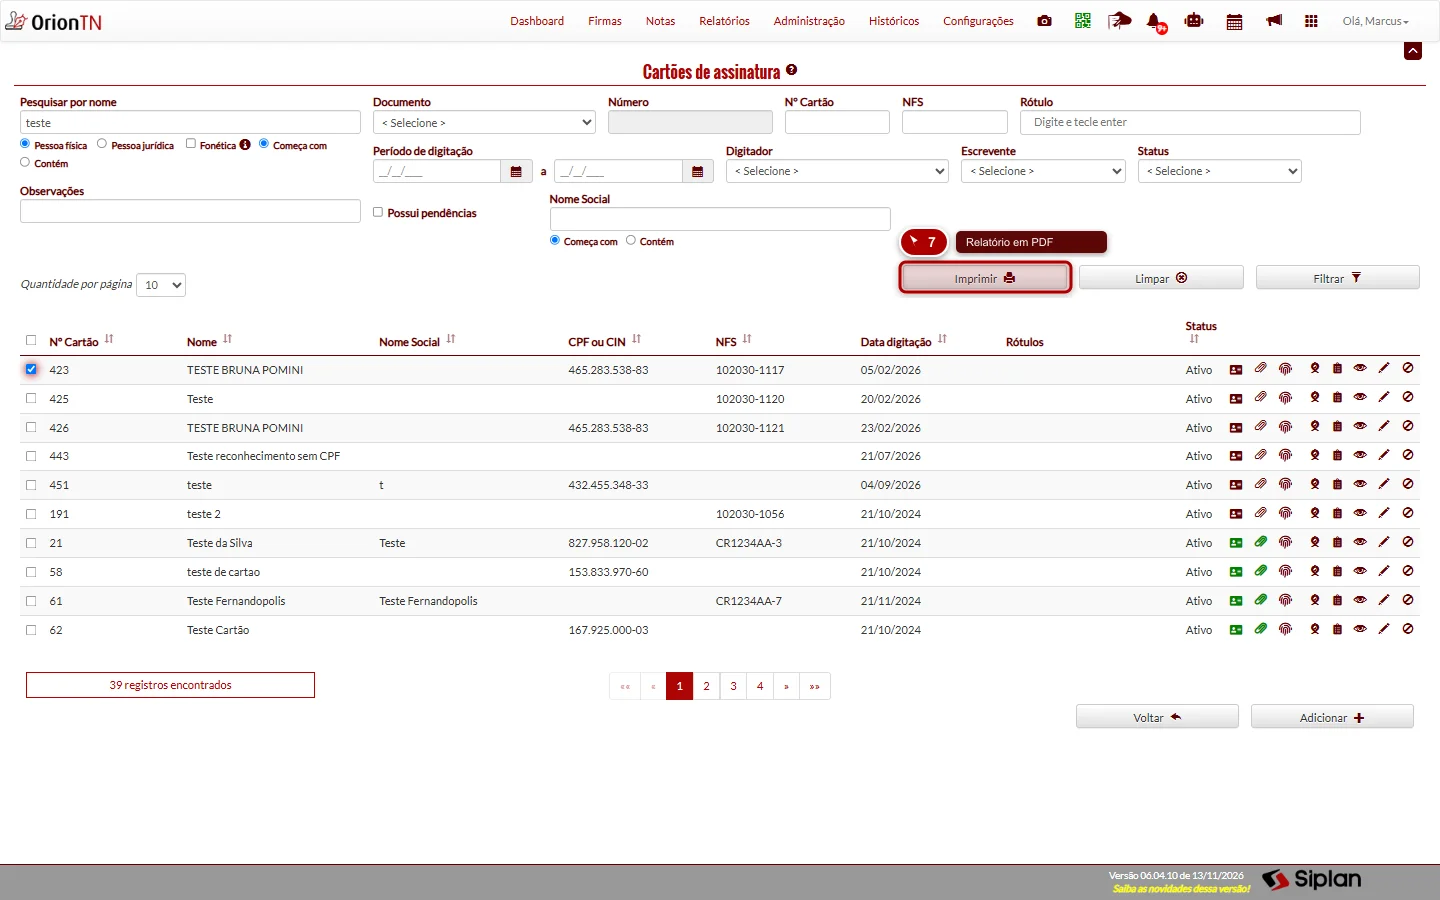 OrionTN
Dashboard Firmas Notas Relatórios Administração Históricos Configurações 9+ Olá, Marcus
Cartões de assinatura
Pesquisar por nome Documento Número Nº Cartão NFS Rótulo
teste < Selecione > Digite e tecle enter
Pessoa física Pessoa jurídica Fonética Começa com
Contém
Período de digitação Digitador Escrevente Status
__/__/____ a __/__/____ < Selecione > < Selecione > < Selecione >
Observações
Possui pendências
Nome Social
Começa com Contém
7 Relatório em PDF
Quantidade por página 10
Imprimir Limpar Filtrar
Nº Cartão Nome Nome Social CPF ou CIN NFS Data digitação Rótulos Status
423 TESTE BRUNA POMINI 465.283.538-83 102030-1117 05/02/2026 Ativo
425 Teste 102030-1120 20/02/2026 Ativo
426 TESTE BRUNA POMINI 465.283.538-83 102030-1121 23/02/2026 Ativo
443 Teste reconhecimento sem CPF 21/07/2026 Ativo
451 teste t 432.455.348-33 04/09/2026 Ativo
191 teste 2 102030-1056 21/10/2024 Ativo
21 Teste da Silva Teste 827.958.120-02 CR1234AA-3 21/10/2024 Ativo
58 teste de cartao 153.833.970-60 21/10/2024 Ativo
61 Teste Fernandopolis Teste Fernandopolis CR1234AA-7 21/11/2024 Ativo
62 Teste Cartão 167.925.000-03 21/10/2024 Ativo
39 registros encontrados
«« « 1 2 3 4 » »»
Voltar Adicionar
Versão 06.04.10 de 13/11/2026
Saiba as novidades dessa versão!
Siplan